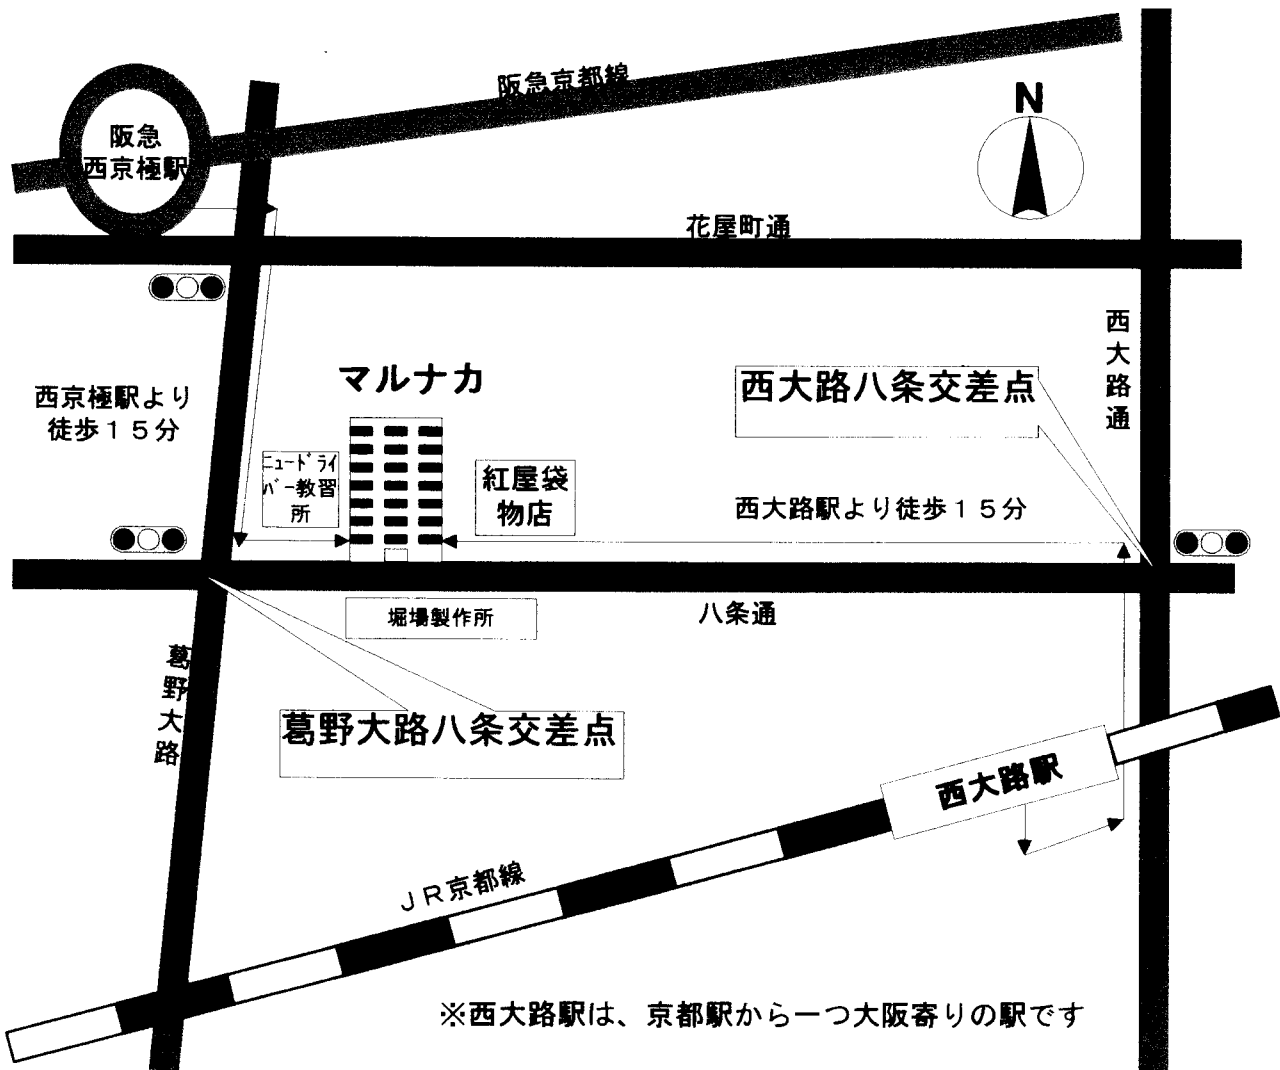 阪急京都線
N
阪急
西京極駅
花屋町通
西大路通
マルナカ
西大路八条交差点
西京極駅より
徒歩１５分
ﾆｭｰﾄﾞﾗｲ
ﾊﾞｰ教習
所
紅屋袋
物店
西大路駅より徒歩１５分
堀場製作所
八条通
葛野大路
葛野大路八条交差点
西大路駅
ＪＲ京都線
※西大路駅は、京都駅から一つ大阪寄りの駅です